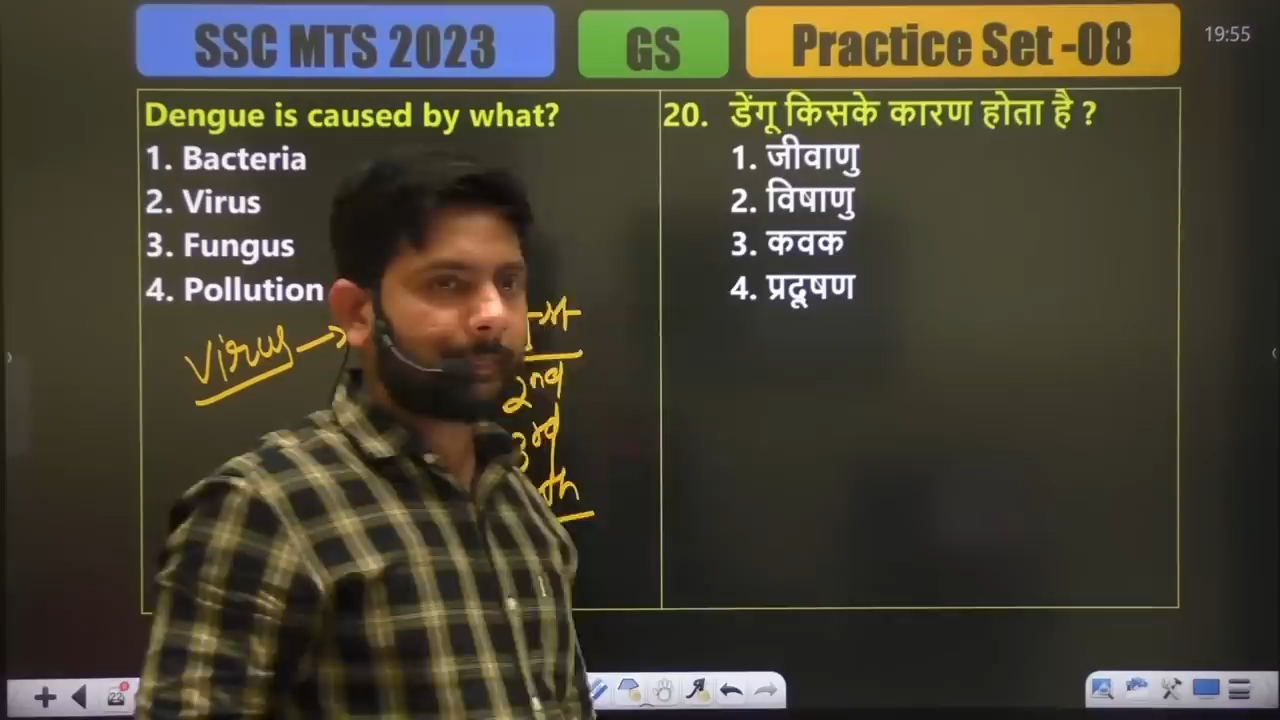 SSC MTS 2023
GS
Practice Set -08
19:55
Dengue is caused by what?
1. Bacteria
2. Virus
3. Fungus
4. Pollution
Virus →
2nd
3rd
20. डेंगू किसके कारण होता है ?
1. जीवाणु
2. विषाणु
3. कवक
4. प्रदूषण